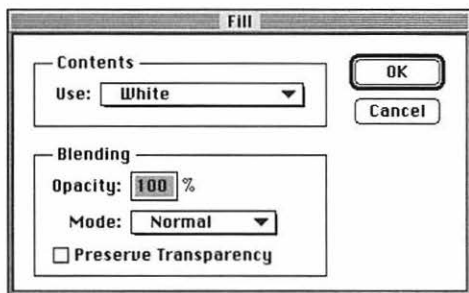 Fill
Contents
Use: White
OK
Cancel
Blending
Opacity: 100 %
Mode: Normal
Preserve Transparency